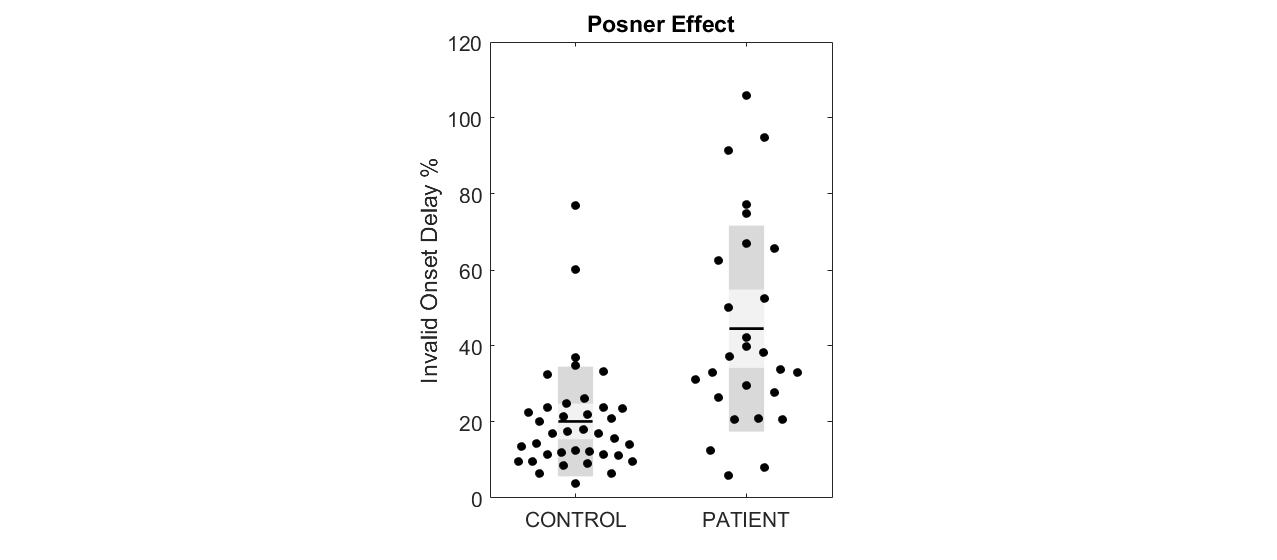 Posner Effect
120
100
80
60
40
20
0
Invalid Onset Delay %
CONTROL
PATIENT